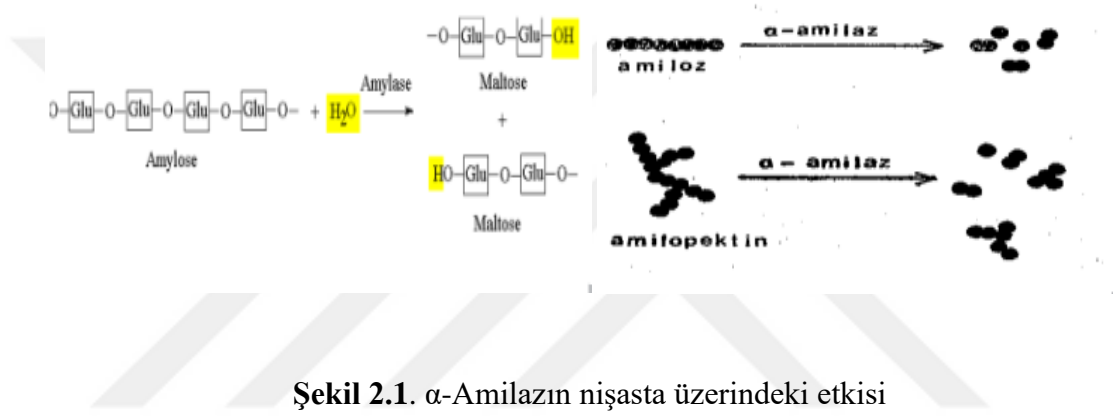 –O–Glu–O–Glu–OH
Maltose
O–Glu–O–Glu–O–Glu–O–Glu–O– + H₂O
Amylase
Amylose
+
HO–Glu–O–Glu–O–
Maltose
α-amilaz
amiloz
α – amilaz
amilopektin
Şekil 2.1. α-Amilazın nişasta üzerindeki etkisi